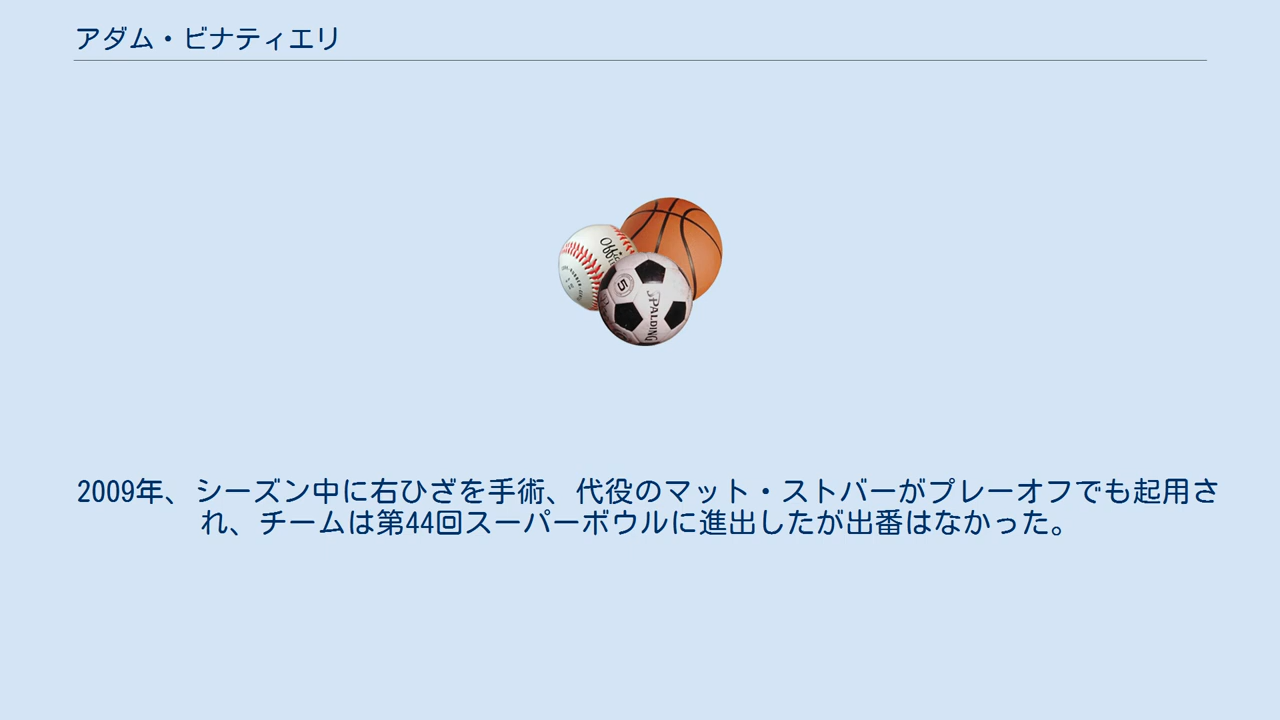 アダム・ビナティエリ
Offici
5
SPALDING
2009年、シーズン中に右ひざを手術、代役のマット・ストバーがプレーオフでも起用さ
れ、チームは第44回スーパーボウルに進出したが出番はなかった。